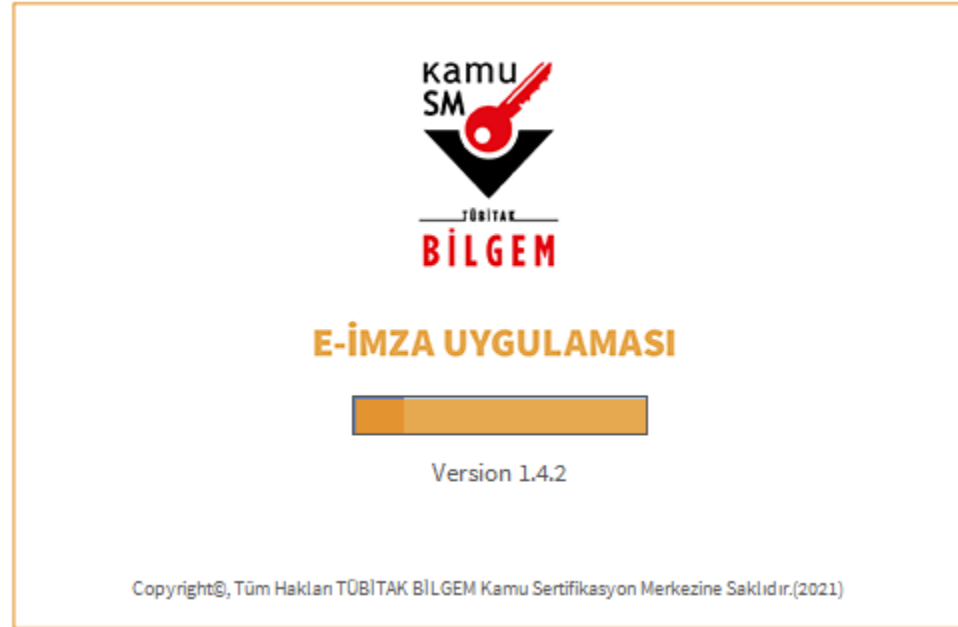 Kamu
SM
TÜBİTAK
BİLGEM
E-İMZA UYGULAMASI
Version 1.4.2
Copyright©, Tüm Hakları TÜBİTAK BİLGEM Kamu Sertifikasyon Merkezine Saklıdır.(2021)